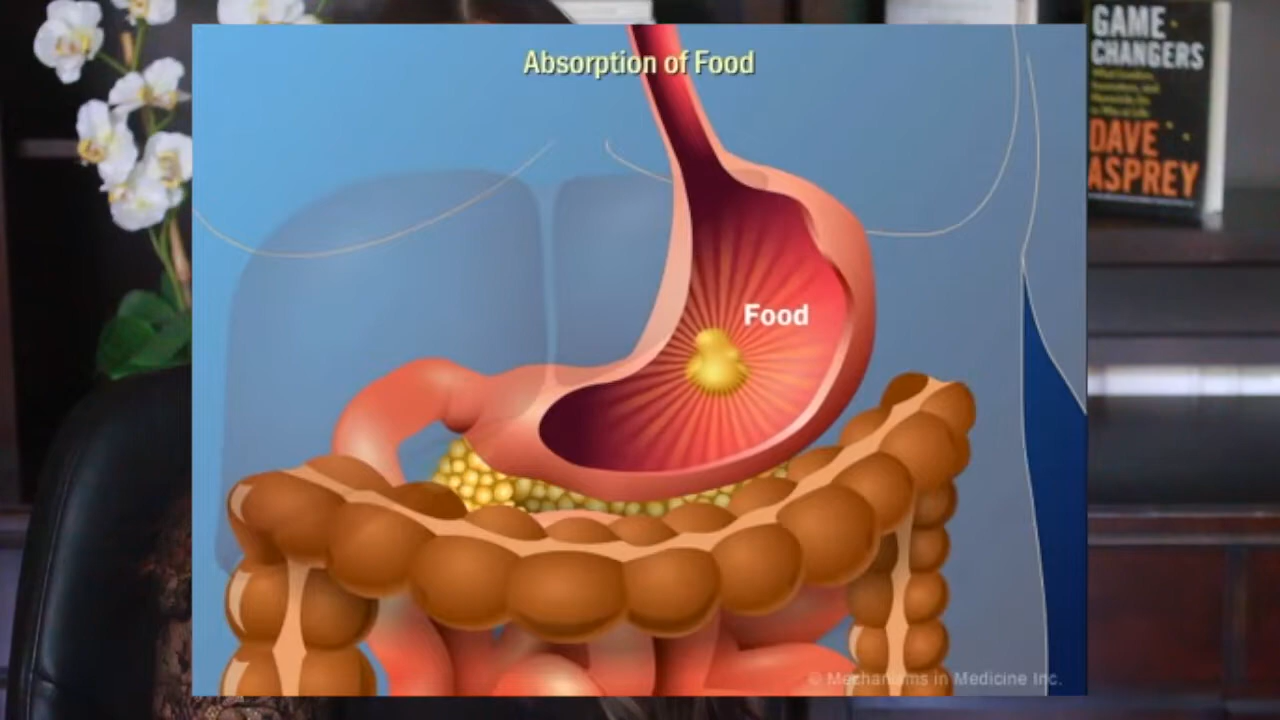 Absorption of Food
GAME
CHANGERS
DAVE
ASPREY
Food
© Mechanisms in Medicine Inc.